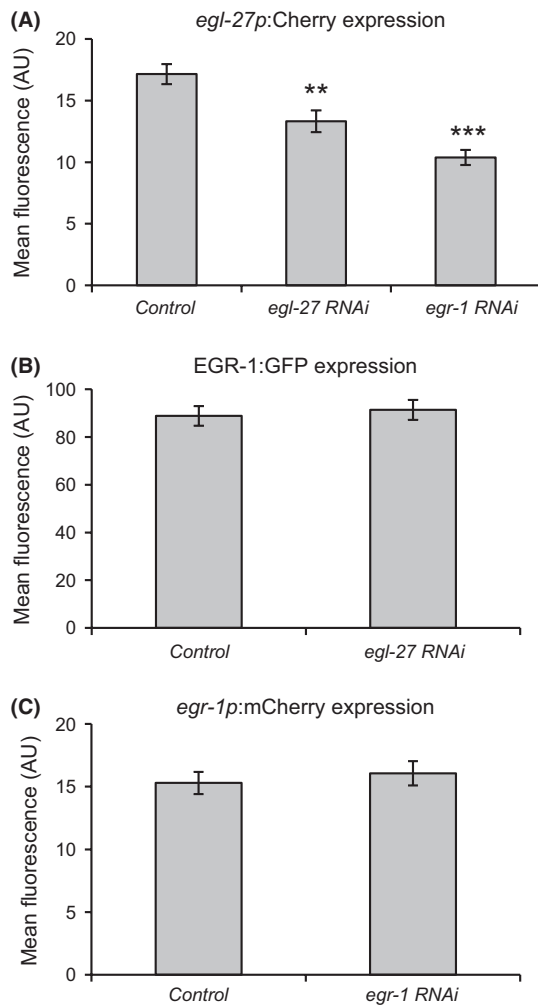 (A) egl-27p:Cherry expression
Mean fluorescence (AU)
20
15
10
5
0
**
***
Control egl-27 RNAi egr-1 RNAi
(B) EGR-1:GFP expression
Mean fluorescence (AU)
100
80
60
40
20
0
Control egl-27 RNAi
(C) egr-1p:mCherry expression
Mean fluorescence (AU)
20
15
10
5
0
Control egr-1 RNAi